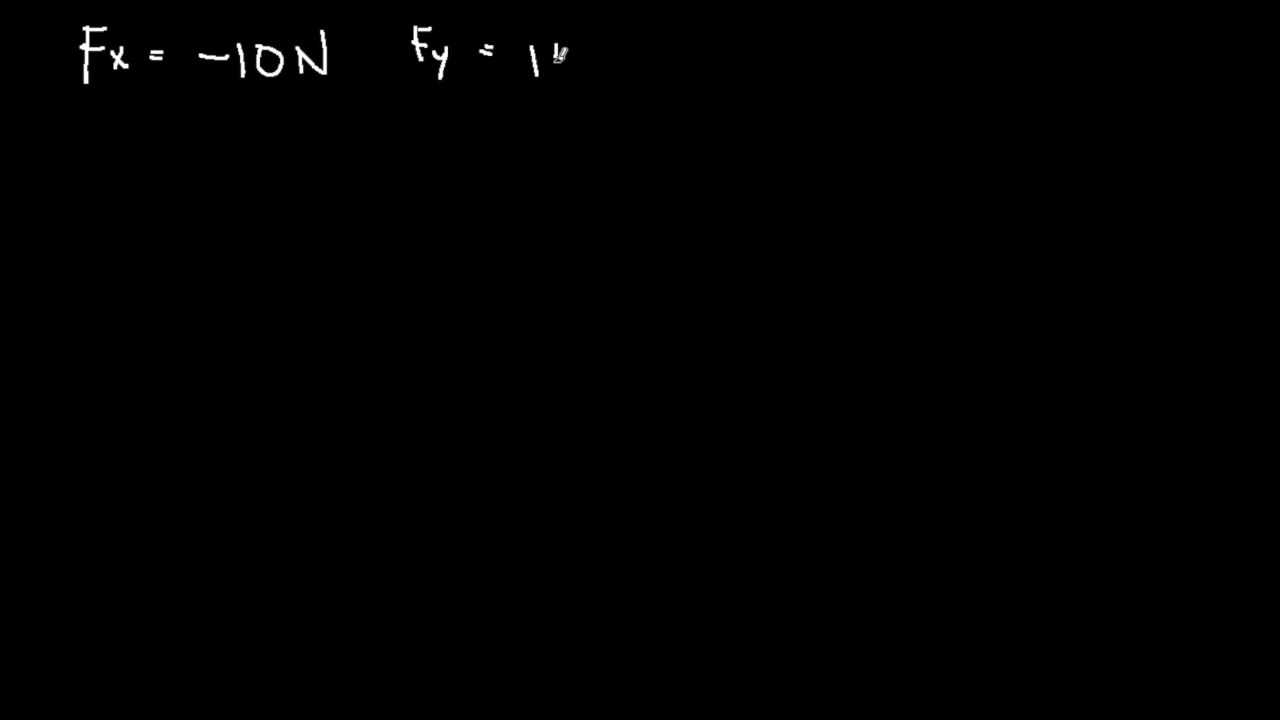 Fx = -10N Fy = 1